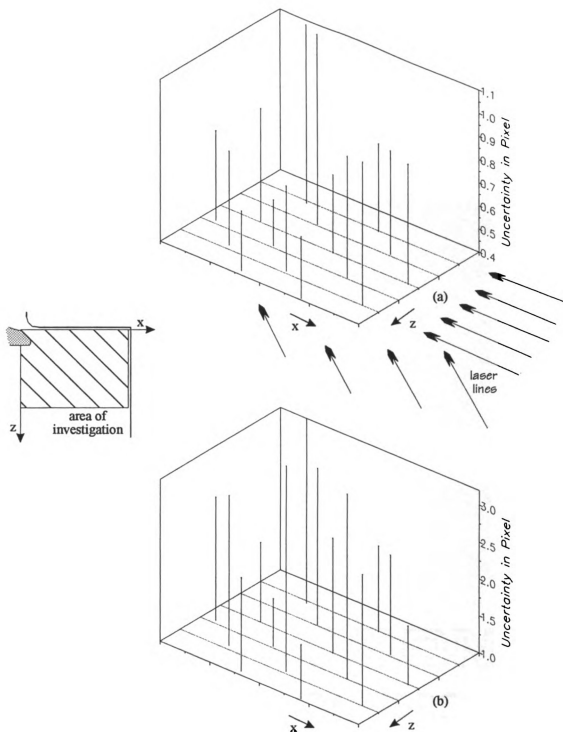 1.1
1.0
0.9
0.8
0.7
0.6
0.5
0.4
Uncertainty in Pixel
(a)
x
z
laser
lines
x
z
area of
investigation
3.0
2.5
2.0
1.5
1.0
Uncertainty in Pixel
(b)
x
z